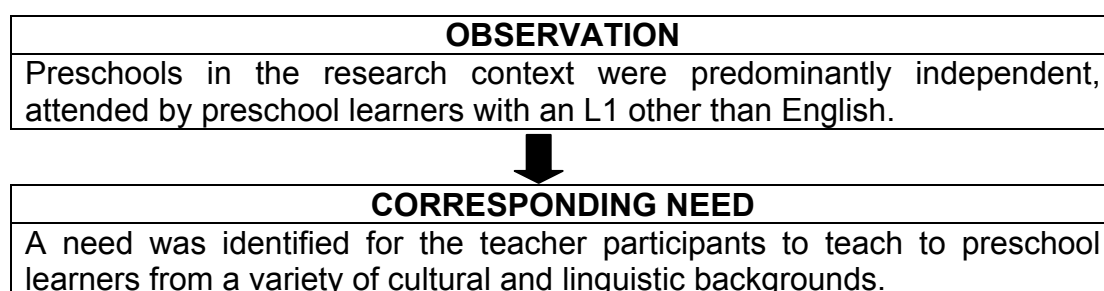 OBSERVATION
Preschools in the research context were predominantly independent,
attended by preschool learners with an L1 other than English.
CORRESPONDING NEED
A need was identified for the teacher participants to teach to preschool
learners from a variety of cultural and linguistic backgrounds.